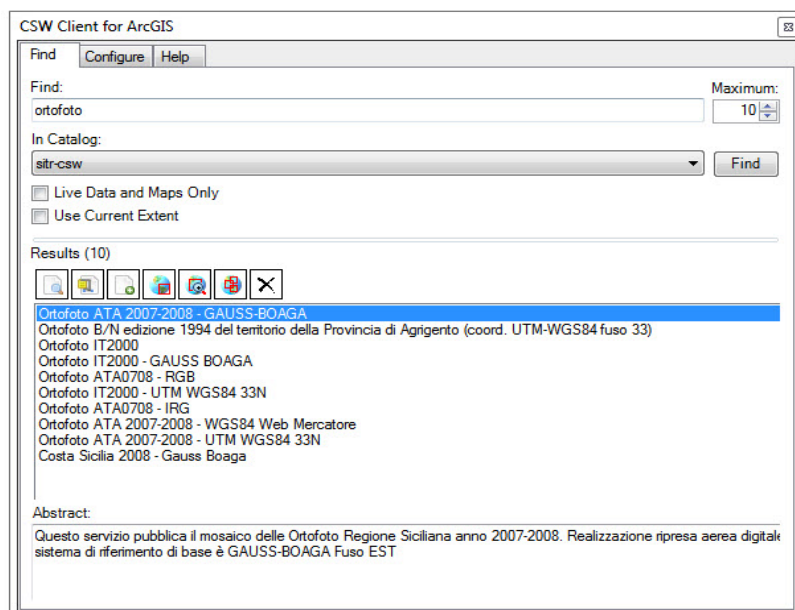 CSW Client for ArcGIS
Find Configure Help
Find:
Maximum:
ortofoto
10
In Catalog:
sitr-csw
Find
Live Data and Maps Only
Use Current Extent
Results (10)
Ortofoto ATA 2007-2008 - GAUSS-BOAGA
Ortofoto B/N edizione 1994 del territorio della Provincia di Agrigento (coord. UTM-WGS84 fuso 33)
Ortofoto IT2000
Ortofoto IT2000 - GAUSS BOAGA
Ortofoto ATA0708 - RGB
Ortofoto IT2000 - UTM WGS84 33N
Ortofoto ATA0708 - IRG
Ortofoto ATA 2007-2008 - WGS84 Web Mercatore
Ortofoto ATA 2007-2008 - UTM WGS84 33N
Costa Sicilia 2008 - Gauss Boaga
Abstract:
Questo servizio pubblica il mosaico delle Ortofoto Regione Siciliana anno 2007-2008. Realizzazione ripresa aerea digitale
sistema di riferimento di base è GAUSS-BOAGA Fuso EST